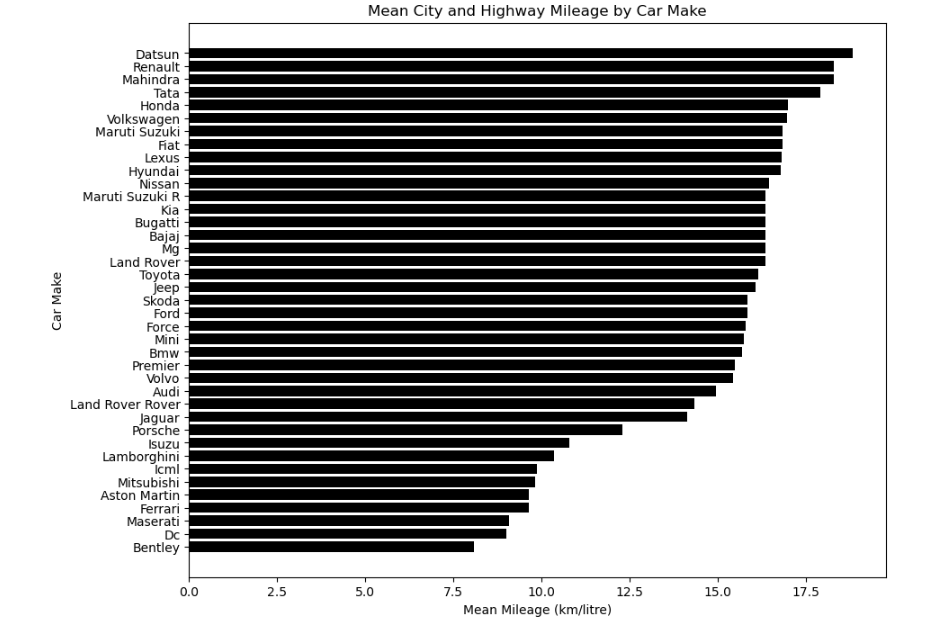 Mean City and Highway Mileage by Car Make
Datsun
Renault
Mahindra
Tata
Honda
Volkswagen
Maruti Suzuki
Fiat
Lexus
Hyundai
Nissan
Maruti Suzuki R
Kia
Bugatti
Bajaj
Mg
Land Rover
Toyota
Jeep
Skoda
Ford
Force
Mini
Bmw
Premier
Volvo
Audi
Land Rover Rover
Jaguar
Porsche
Isuzu
Lamborghini
Icml
Mitsubishi
Aston Martin
Ferrari
Maserati
Dc
Bentley
Car Make
0.0 2.5 5.0 7.5 10.0 12.5 15.0 17.5
Mean Mileage (km/litre)